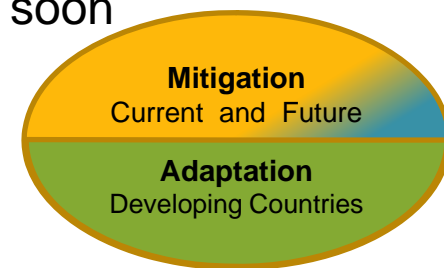 soon
Mitigation
Current and Future
Adaptation
Developing Countries